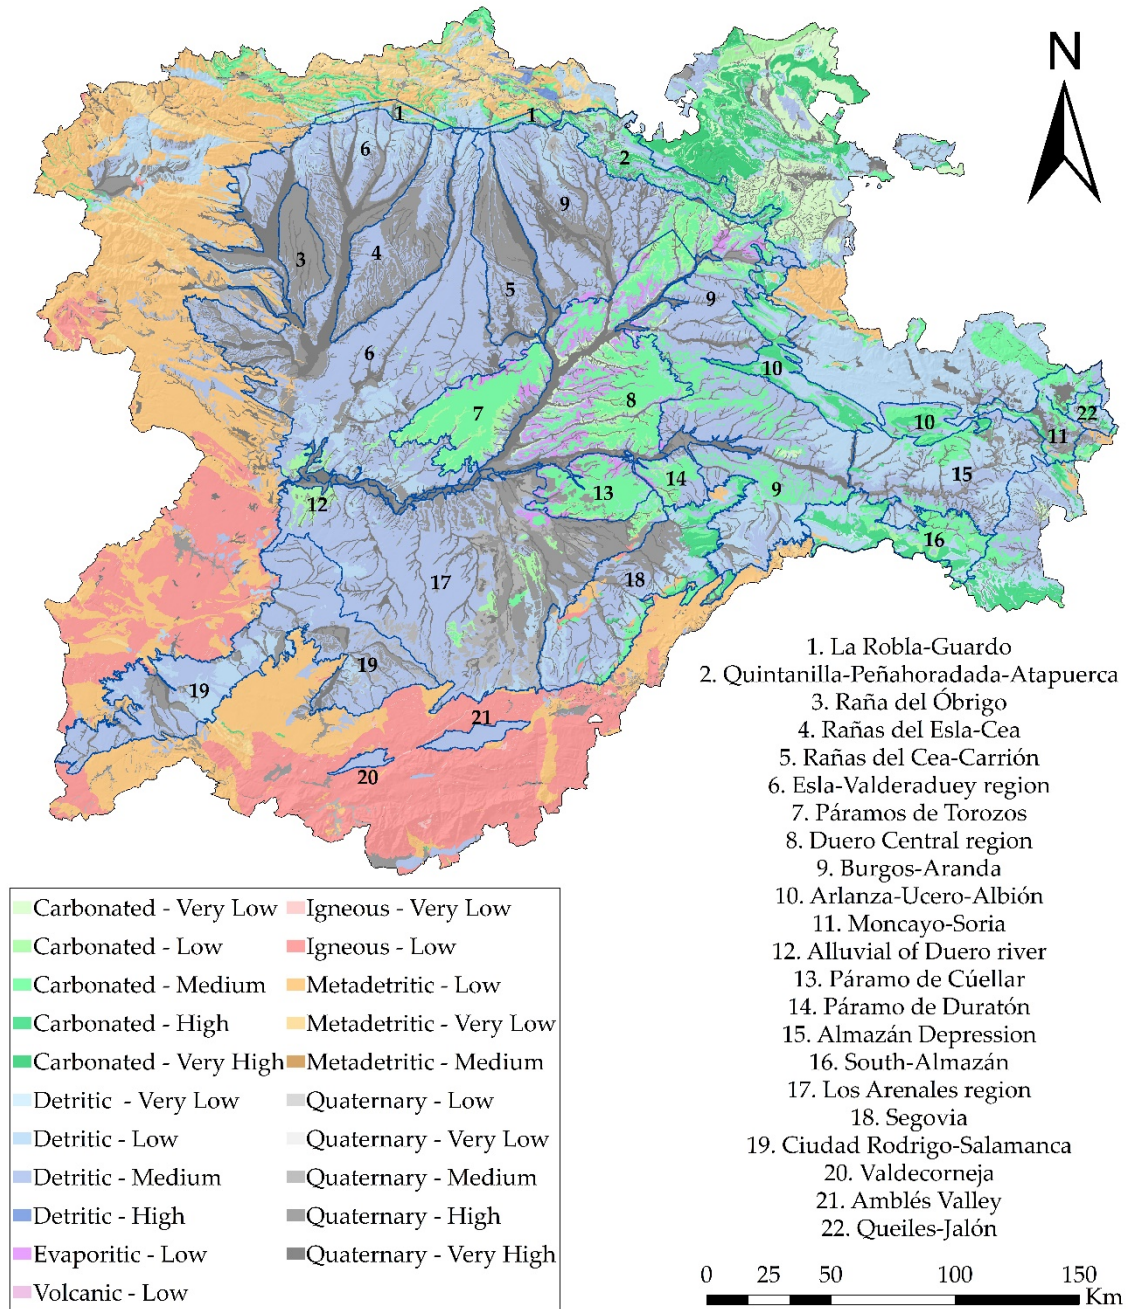 N
1
1
6
2
9
3
4
5
9
6
10
7
8
10
22
11
15
12
13
14
9
16
17
18
19
19
21
20
1. La Robla-Guardo
2. Quintanilla-Peñahoradada-Atapuerca
3. Raña del Óbrigo
4. Rañas del Esla-Cea
5. Rañas del Cea-Carrión
6. Esla-Valderaduey region
7. Páramos de Torozos
8. Duero Central region
9. Burgos-Aranda
10. Arlanza-Ucero-Albión
11. Moncayo-Soria
12. Alluvial of Duero river
13. Páramo de Cúellar
14. Páramo de Duratón
15. Almazán Depression
16. South-Almazán
17. Los Arenales region
18. Segovia
19. Ciudad Rodrigo-Salamanca
20. Valdecorneja
21. Amblés Valley
22. Queiles-Jalón
Carbonated - Very Low
Carbonated - Low
Carbonated - Medium
Carbonated - High
Carbonated - Very High
Detritic - Very Low
Detritic - Low
Detritic - Medium
Detritic - High
Evaporitic - Low
Volcanic - Low
Igneous - Very Low
Igneous - Low
Metadetritic - Low
Metadetritic - Very Low
Metadetritic - Medium
Quaternary - Low
Quaternary - Very Low
Quaternary - Medium
Quaternary - High
Quaternary - Very High
0 25 50 100 150
Km